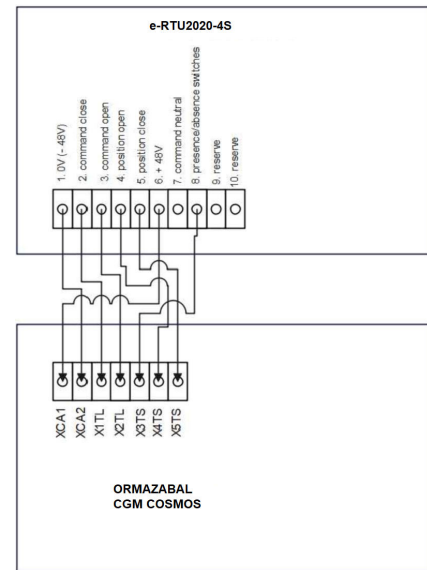 e-RTU2020-4S
1. 0V (- 48V)
2. command close
3. command open
4. position open
5. position close
6. + 48V
7. command neutral
8. presence/absence switches
9. reserve
10. reserve
XCA1
XCA2
X1TL
X2TL
X3TS
X4TS
X5TS
ORMAZABAL
CGM COSMOS